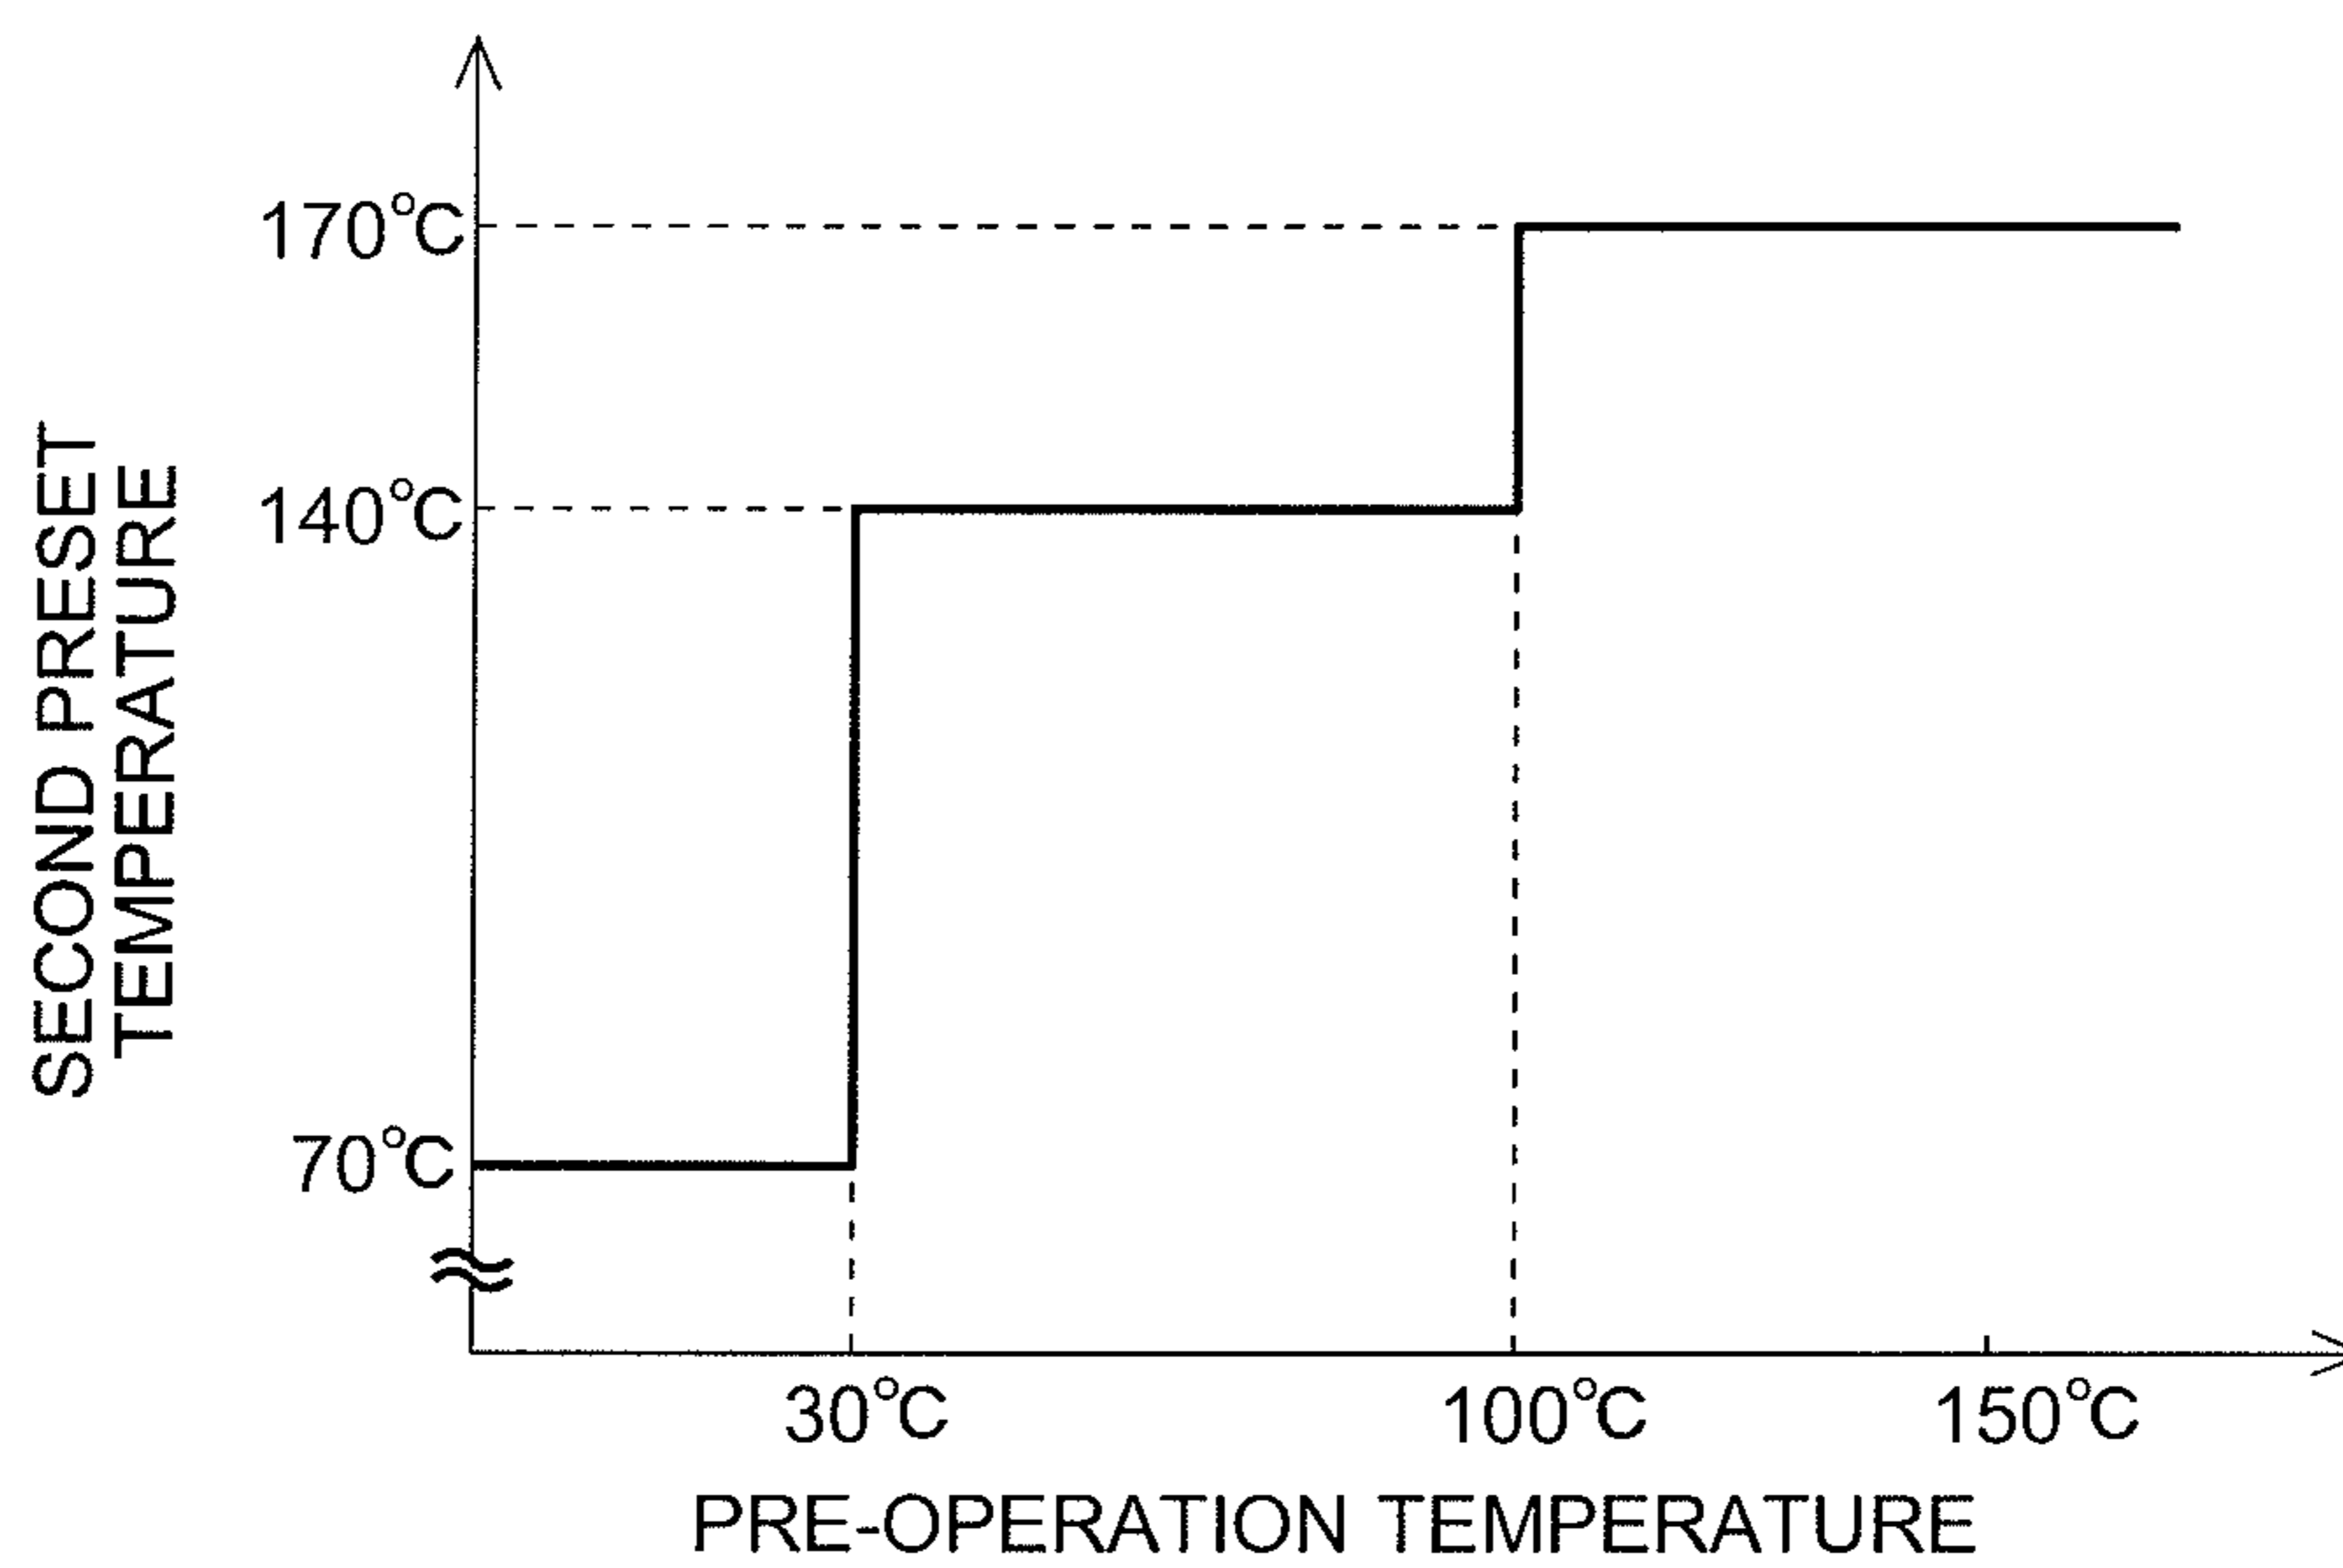 170°C
140°C
70°C
SECOND PRESET
TEMPERATURE
30°C
100°C
150°C
PRE-OPERATION TEMPERATURE